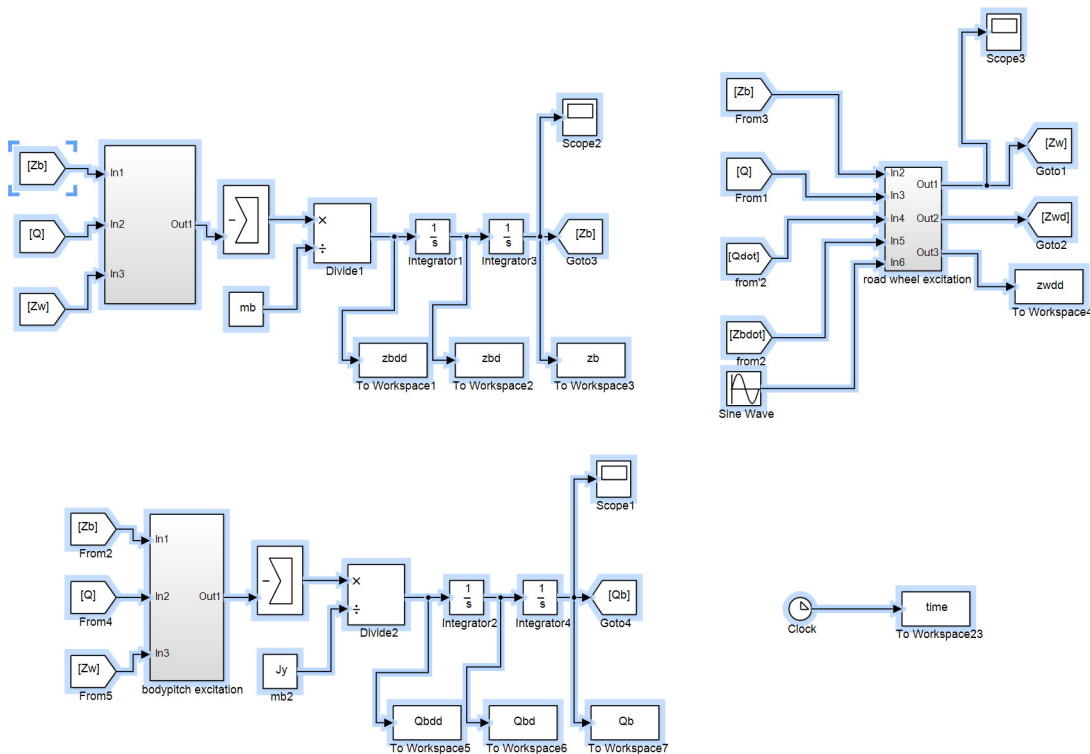 [Zb]
[Q]
[Zw]
In1
In2
In3
Out1
−
×
÷
Divide1
mb
1
s
Integrator1
1
s
Integrator3
Scope2
[Zb]
Goto3
zbdd
To Workspace1
zbd
To Workspace2
zb
To Workspace3
Scope3
[Zb]
From3
[Q]
From1
[Qdot]
from'2
[Zbdot]
from2
Sine Wave
In2
In3
In4
In5
In6
Out1
Out2
Out3
road wheel excitation
[Zw]
Goto1
[Zwd]
Goto2
zwdd
To Workspace4
[Zb]
From2
[Q]
From4
[Zw]
From5
In1
In2
In3
Out1
bodypitch excitation
−
×
÷
Divide2
Jy
mb2
1
s
Integrator2
1
s
Integrator4
Scope1
[Qb]
Goto4
Qbdd
To Workspace5
Qbd
To Workspace6
Qb
To Workspace7
Clock
time
To Workspace23